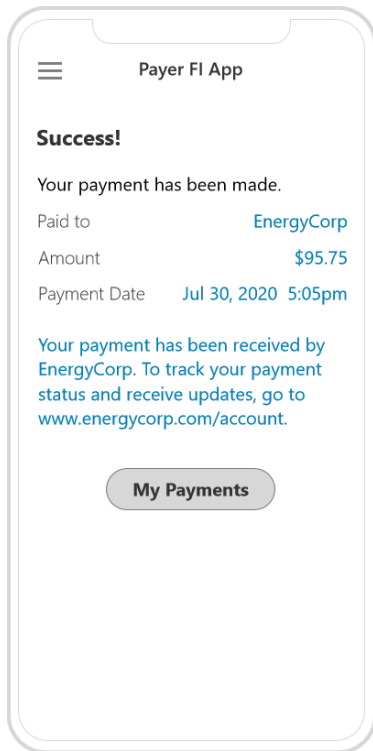 Payer FI App
Success!
Your payment has been made.
Paid to EnergyCorp
Amount $95.75
Payment Date Jul 30, 2020 5:05pm
Your payment has been received by
EnergyCorp. To track your payment
status and receive updates, go to
www.energycorp.com/account.
My Payments